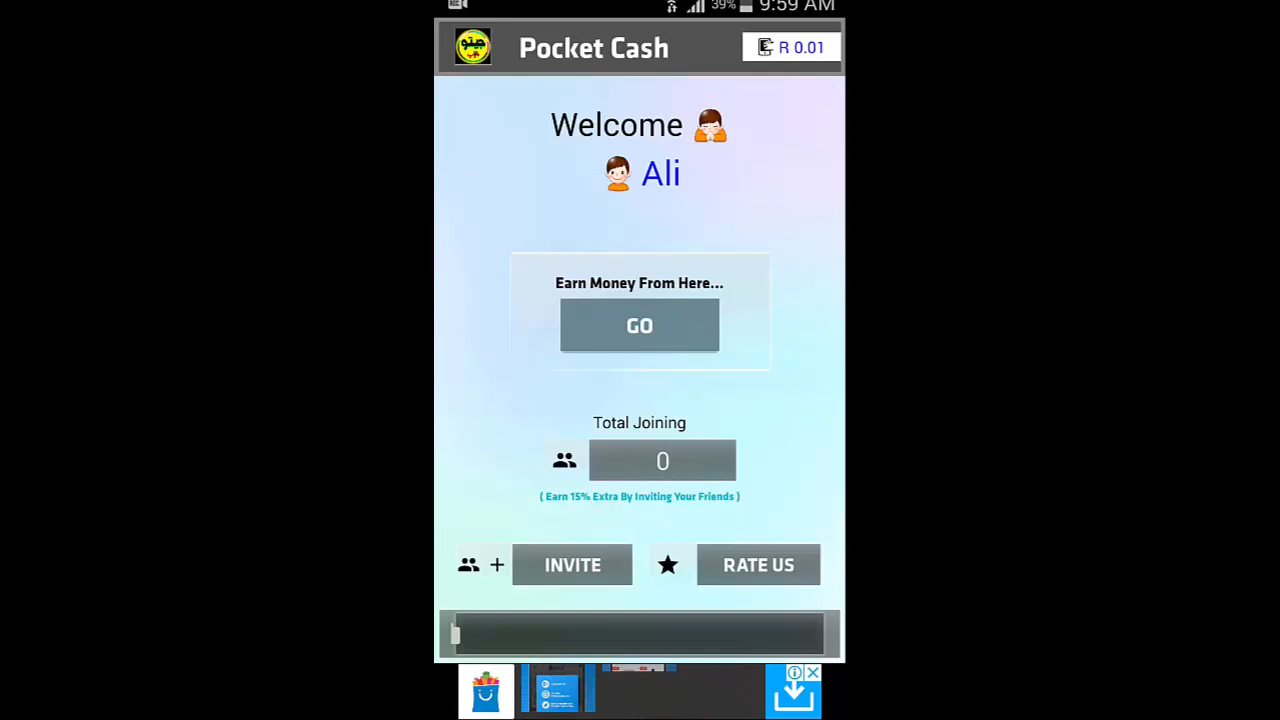 39% 9:59 AM
جيتو
Pocket Cash
R 0.01
Welcome
Ali
Earn Money From Here...
GO
Total Joining
0
( Earn 15% Extra By Inviting Your Friends )
+ INVITE
RATE US